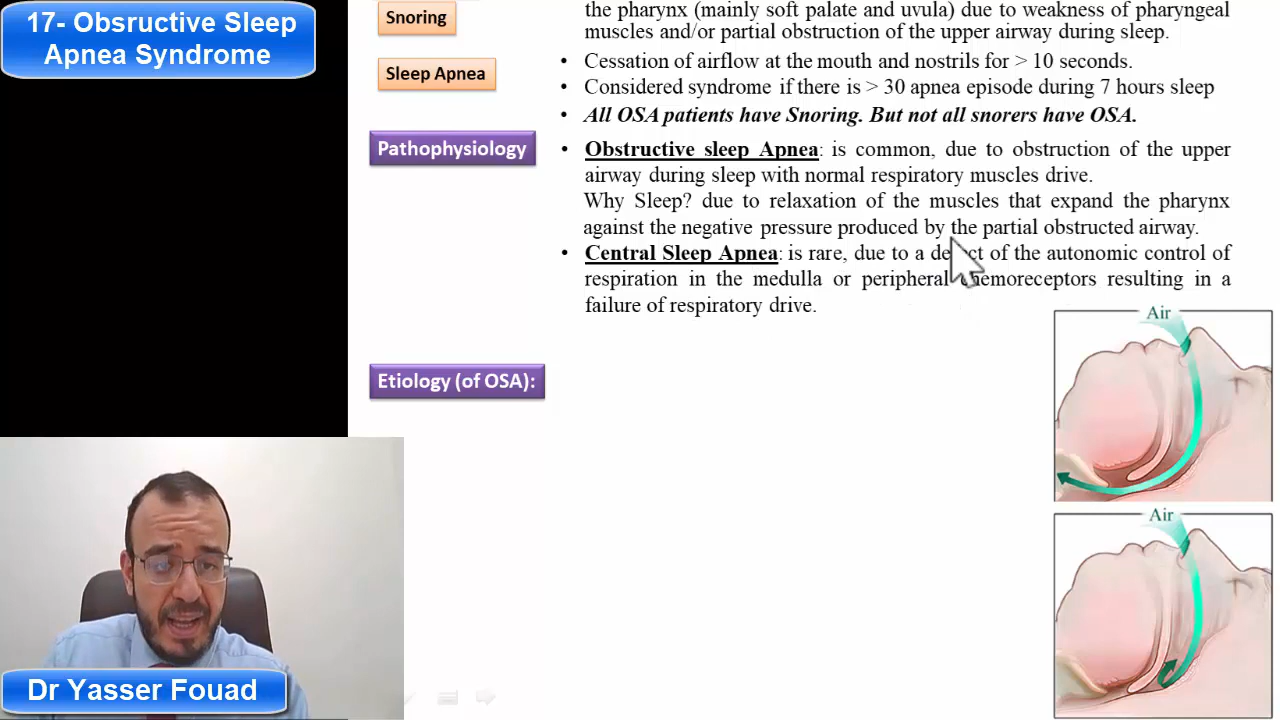 17- Obsructive Sleep
Apnea Syndrome
Snoring
the pharynx (mainly soft palate and uvula) due to weakness of pharyngeal
muscles and/or partial obstruction of the upper airway during sleep.
Sleep Apnea
• Cessation of airflow at the mouth and nostrils for > 10 seconds.
• Considered syndrome if there is > 30 apnea episode during 7 hours sleep
• All OSA patients have Snoring. But not all snorers have OSA.
Pathophysiology
• Obstructive sleep Apnea: is common, due to obstruction of the upper
airway during sleep with normal respiratory muscles drive.
Why Sleep? due to relaxation of the muscles that expand the pharynx
against the negative pressure produced by the partial obstructed airway.
• Central Sleep Apnea: is rare, due to a defect of the autonomic control of
respiration in the medulla or peripheral chemoreceptors resulting in a
failure of respiratory drive.
Etiology (of OSA):
Air
Air
Dr Yasser Fouad